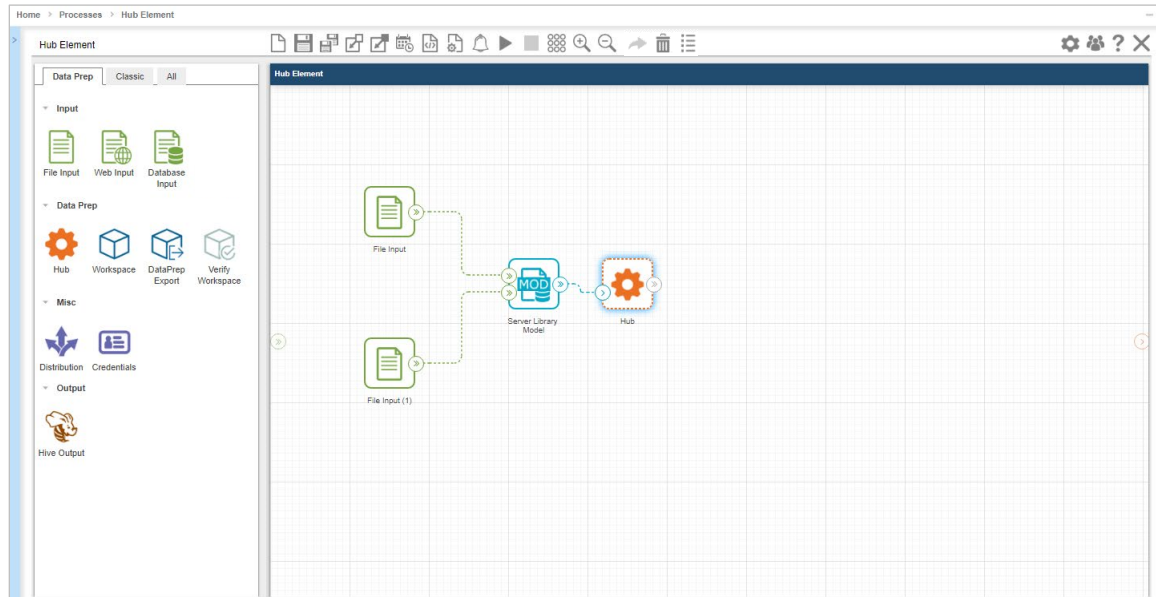 Home > Processes > Hub Element
Hub Element
Data Prep Classic All
Hub Element
Input
File Input Web Input Database
Input
Data Prep
Hub Workspace DataPrep Verify
Export Workspace
Misc
Distribution Credentials
Output
Hive Output
File Input
MOD
Server Library
Model
Hub
File Input (1)